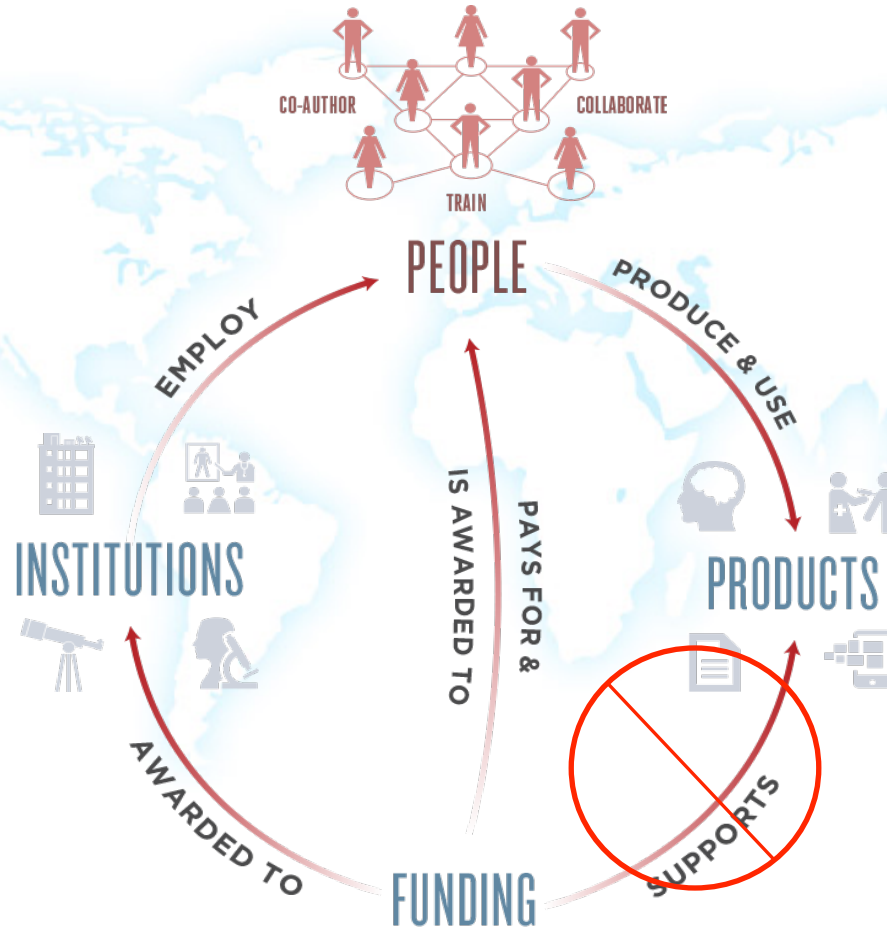 CO-AUTHOR
COLLABORATE
TRAIN
PEOPLE
EMPLOY
PRODUCE & USE
IS AWARDED TO
PAYS FOR &
INSTITUTIONS
PRODUCTS
AWARDED TO
SUPPORTS
FUNDING